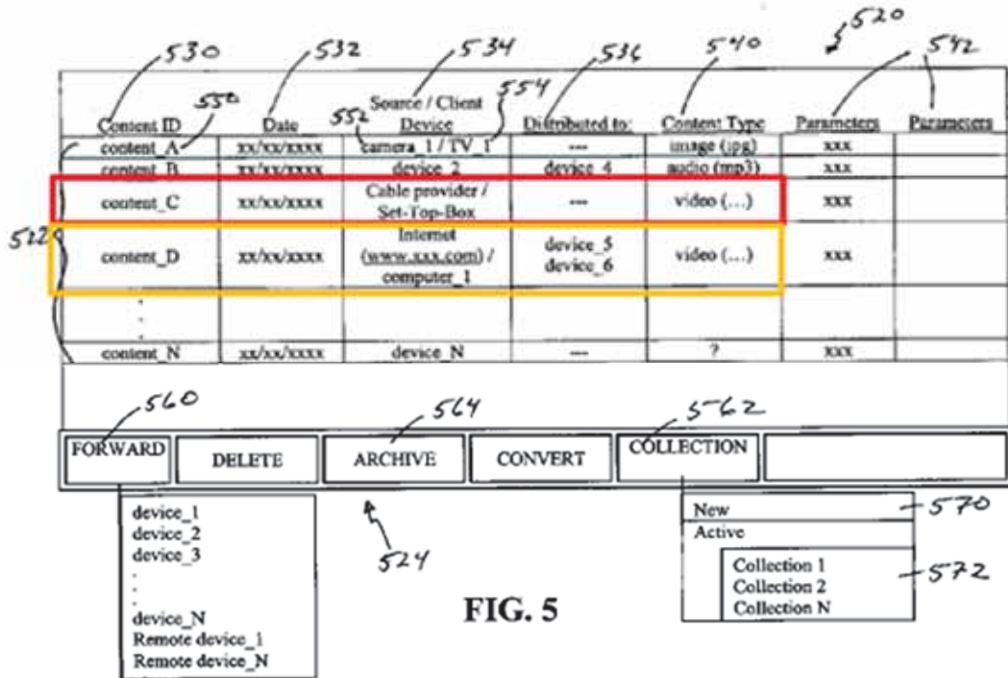 530 532 534 536 540 520 542
550 552 554
Source / Client
Content ID Date Device Distributed to: Content Type Parameters Parameters
content_A xx/xx/xxxx camera_1 / TV_1 --- image (jpg) xxx
content_B xx/xx/xxxx device_2 device_4 audio (mp3) xxx
Cable provider /
content_C xx/xx/xxxx --- video (...) xxx
Set-Top-Box
522
Internet
device_5
content_D xx/xx/xxxx (www.xxx.com) / video (...) xxx
device_6
computer_1
content_N xx/xx/xxxx device_N --- ? xxx
560 564 562
FORWARD DELETE ARCHIVE CONVERT COLLECTION
device_1
device_2
device_3
device_N
Remote device_1
Remote device_N
524
New 570
Active
Collection 1
Collection 2 572
Collection N
FIG. 5